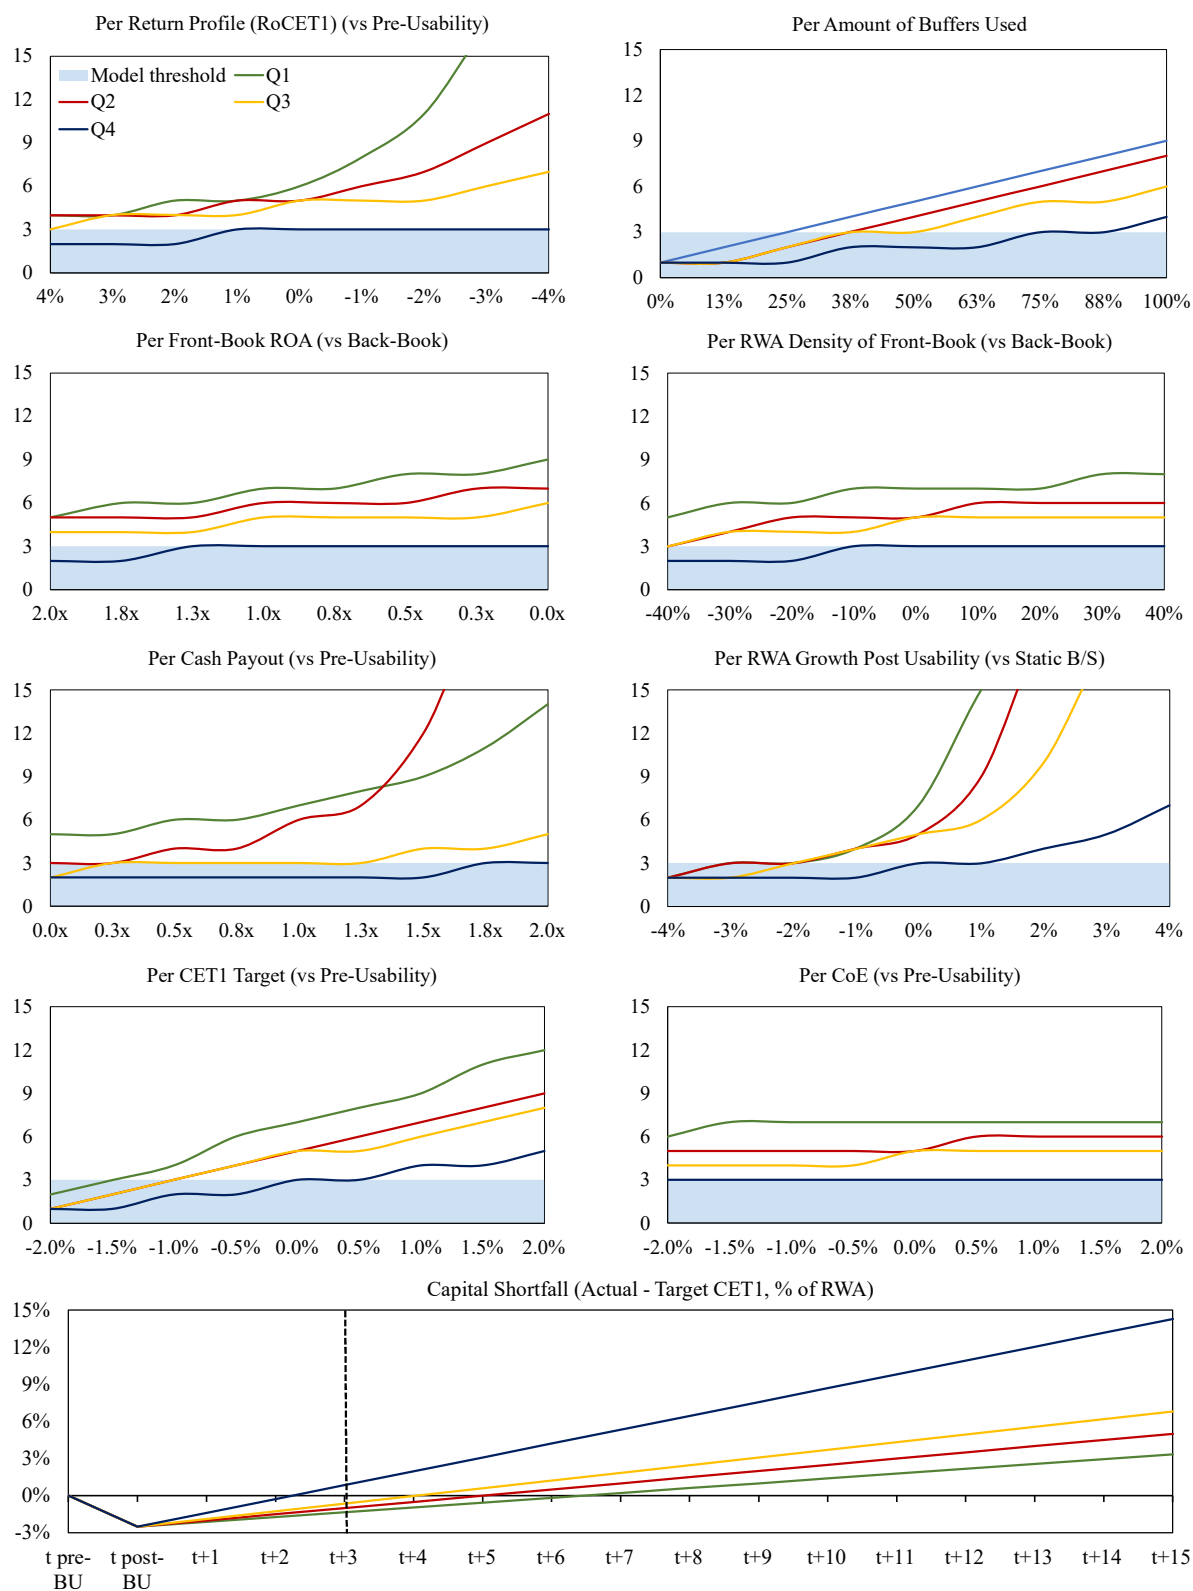 Per Return Profile (RoCET1) (vs Pre-Usability)
15
12
9
6
3
0
Model threshold
Q1
Q2
Q3
Q4
4% 3% 2% 1% 0% -1% -2% -3% -4%
Per Amount of Buffers Used
15
12
9
6
3
0
0% 13% 25% 38% 50% 63% 75% 88% 100%
Per Front-Book ROA (vs Back-Book)
15
12
9
6
3
0
2.0x 1.8x 1.3x 1.0x 0.8x 0.5x 0.3x 0.0x
Per RWA Density of Front-Book (vs Back-Book)
15
12
9
6
3
0
-40% -30% -20% -10% 0% 10% 20% 30% 40%
Per Cash Payout (vs Pre-Usability)
15
12
9
6
3
0
0.0x 0.3x 0.5x 0.8x 1.0x 1.3x 1.5x 1.8x 2.0x
Per RWA Growth Post Usability (vs Static B/S)
15
12
9
6
3
0
-4% -3% -2% -1% 0% 1% 2% 3% 4%
Per CET1 Target (vs Pre-Usability)
15
12
9
6
3
0
-2.0% -1.5% -1.0% -0.5% 0.0% 0.5% 1.0% 1.5% 2.0%
Per CoE (vs Pre-Usability)
15
12
9
6
3
0
-2.0% -1.5% -1.0% -0.5% 0.0% 0.5% 1.0% 1.5% 2.0%
Capital Shortfall (Actual - Target CET1, % of RWA)
15%
12%
9%
6%
3%
0%
-3%
t pre-BU t post-BU t+1 t+2 t+3 t+4 t+5 t+6 t+7 t+8 t+9 t+10 t+11 t+12 t+13 t+14 t+15